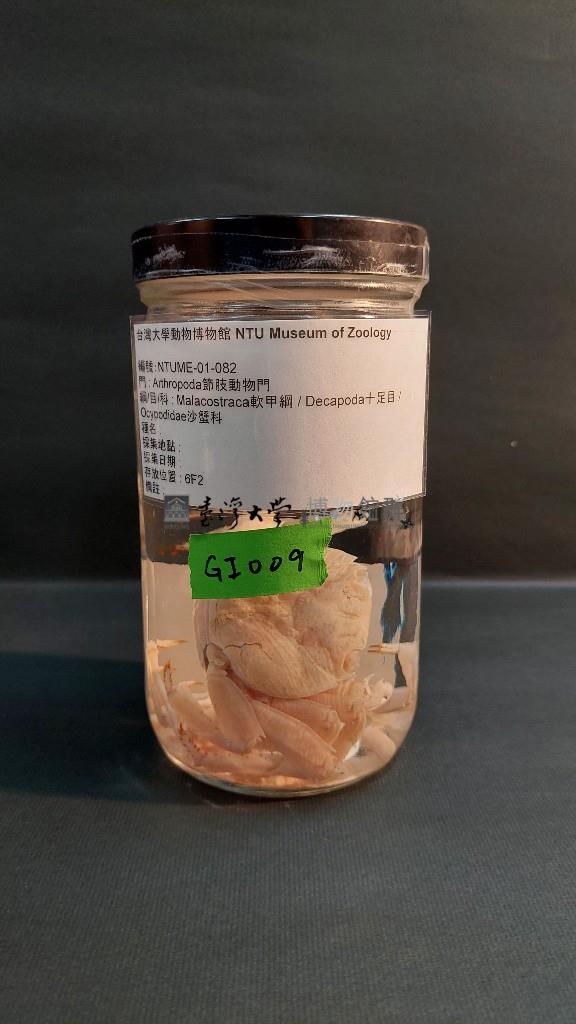 台灣大學動物博物館 NTU Museum of Zoology
編號:NTUME-01-082
門: Arthropoda節肢動物門
綱/目/科: Malacostraca軟甲綱 / Decapoda十足目 /
Ocypodidae沙蟹科
種名:
採集地點:
採集日期:
存放位置: 6F2
備註:
臺灣大學 博物館群
GI009